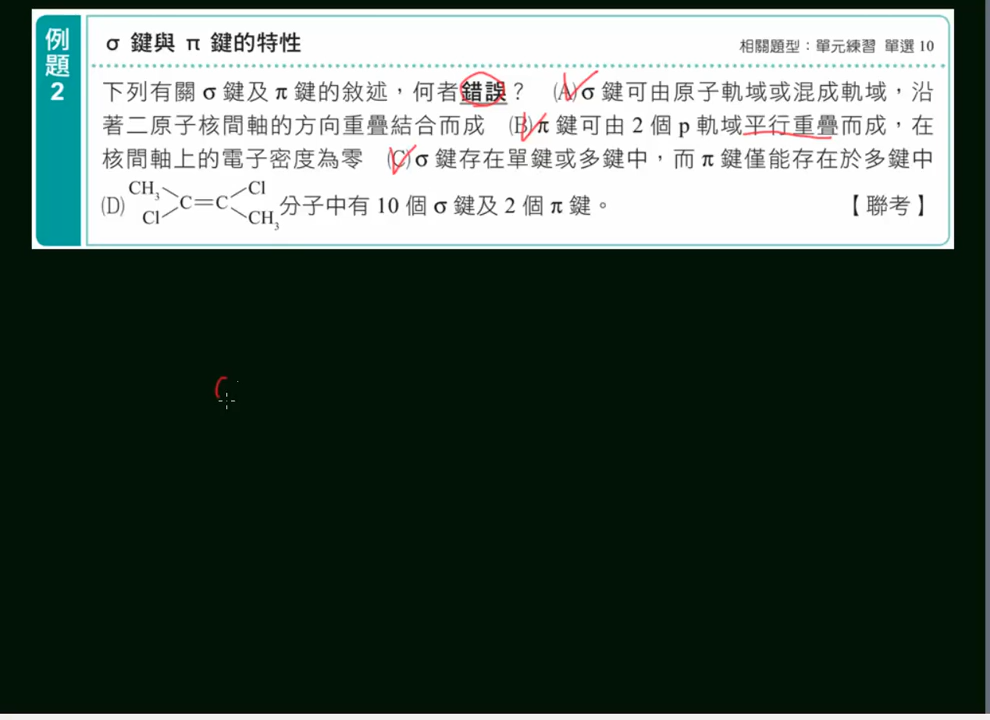 例題2
σ 鍵與 π 鍵的特性
相關題型：單元練習 單選 10
下列有關 σ 鍵及 π 鍵的敘述，何者錯誤？ (A) σ 鍵可由原子軌域或混成軌域，沿
著二原子核間軸的方向重疊結合而成 (B) π 鍵可由 2 個 p 軌域平行重疊而成，在
核間軸上的電子密度為零 (C) σ 鍵存在單鍵或多鍵中，而 π 鍵僅能存在於多鍵中
CH₃ Cl
(D) C=C 分子中有 10 個 σ 鍵及 2 個 π 鍵。 【聯考】
Cl CH₃